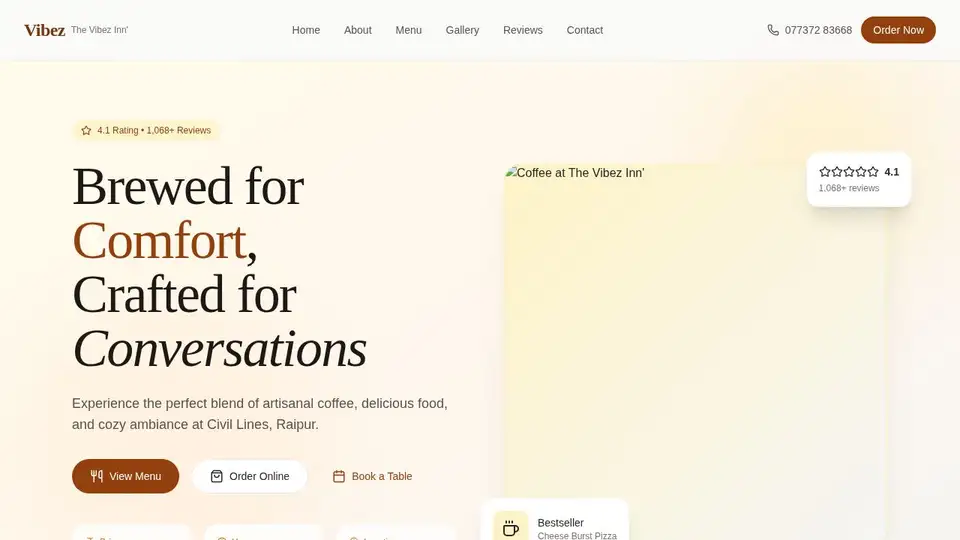 Vibez The Vibez Inn'
Home About Menu Gallery Reviews Contact
077372 83668
Order Now
4.1 Rating • 1,068+ Reviews
Brewed for
Comfort,
Crafted for
Conversations
Experience the perfect blend of artisanal coffee, delicious food,
and cozy ambiance at Civil Lines, Raipur.
View Menu
Order Online
Book a Table
Coffee at The Vibez Inn'
4.1
1,068+ reviews
Bestseller
Cheese Burst Pizza